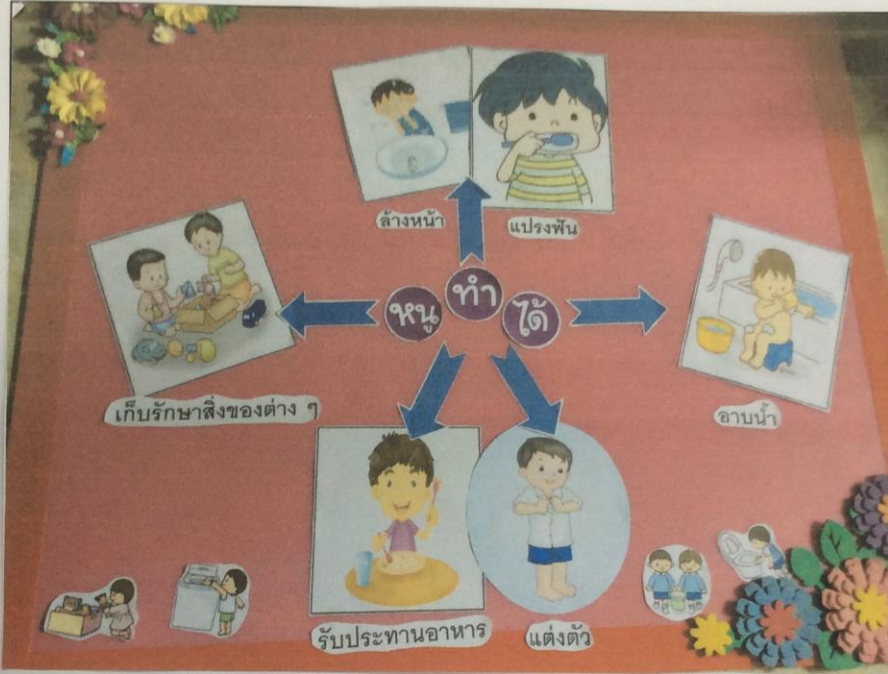 ล้างหน้า
แปรงฟัน
หนู ทำ ได้
เก็บรักษาสิ่งของต่าง ๆ
อาบน้ำ
รับประทานอาหาร
แต่งตัว